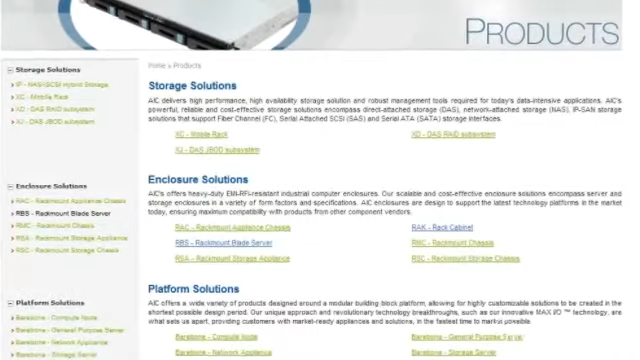 PRODUCTS
Home » Products
Storage Solutions
IP - NAS/iSCSI Hybrid Storage
XC - Mobile Rack
XD - DAS RAID subsystem
XJ - DAS JBOD subsystem
Enclosure Solutions
RAC - Rackmount Appliance Chassis
RBS - Rackmount Blade Server
RMC - Rackmount Chassis
RSA - Rackmount Storage Appliance
RSC - Rackmount Storage Chassis
Platform Solutions
Barebone - Compute Node
Barebone - General Purpose Server
Barebone - Network Appliance
Barebone - Storage Server
Storage Solutions
AIC delivers high performance, high availability storage solution and robust management tools required for today's data-intensive applications. AIC's
powerful, reliable and cost-effective storage solutions encompass direct-attached storage (DAS), network-attached storage (NAS), IP-SAN storage
solutions that support Fiber Channel (FC), Serial Attached SCSI (SAS) and Serial ATA (SATA) storage interfaces.
XC - Mobile Rack XD - DAS RAID subsystem
XJ - DAS JBOD subsystem
Enclosure Solutions
AIC's offers heavy-duty EMI-RFI-resistant industrial computer enclosures. Our scalable and cost-effective enclosure solutions encompass server and
storage enclosures in a variety of form factors and specifications. AIC enclosures are design to support the latest technology platforms in the market
today, ensuring maximum compatibility with products from other component vendors.
RAC - Rackmount Appliance Chassis RAK - Rack Cabinet
RBS - Rackmount Blade Server RMC - Rackmount Chassis
RSA - Rackmount Storage Appliance RSC - Rackmount Storage Chassis
Platform Solutions
AIC offers a wide variety of products designed around a modular building block platform, allowing for highly customizable solutions to be created in the
shortest possible design period. Our unique approach and revolutionary technology breakthroughs, such as our innovative MAX I/O ™ technology, are
what sets us apart, providing customers with market-ready appliances and solutions, in the fastest time to market possible.
Barebone - Compute Node Barebone - General Purpose Server
Barebone - Network Appliance Barebone - Storage Server